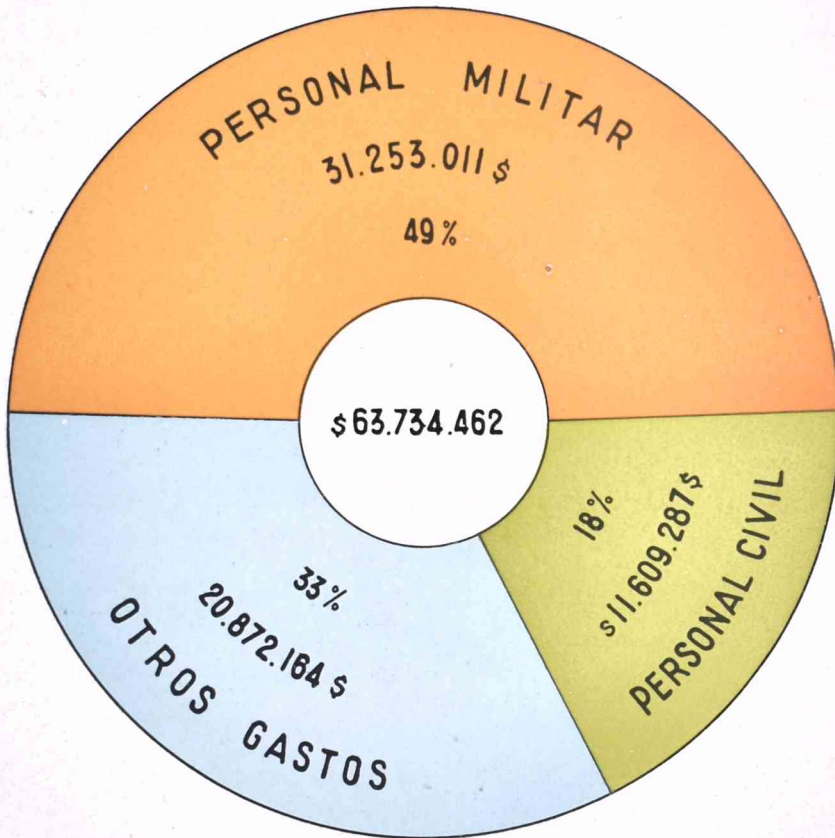 PERSONAL MILITAR
31.253.011 $
49%
$ 63.734.462
18%
$ 11.609.287 $
PERSONAL CIVIL
33%
20.872.164 $
OTROS GASTOS